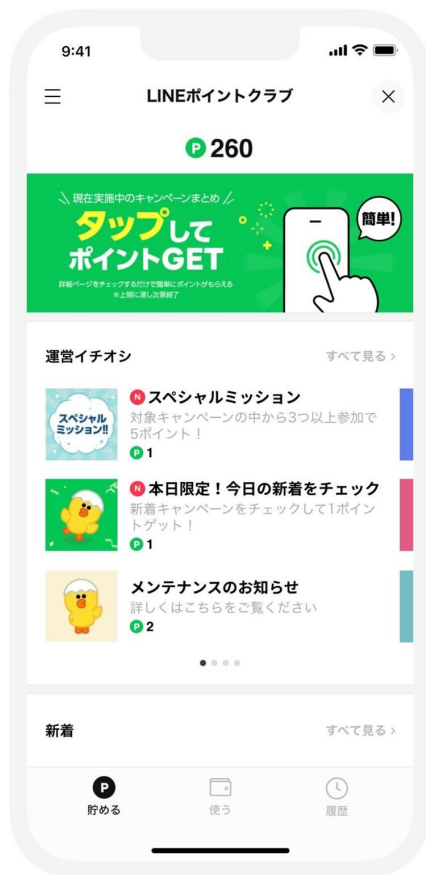 9:41
LINEポイントクラブ
P 260
現在実施中のキャンペーンまとめ
タップして
ポイントGET
簡単!
詳細ページをチェックするだけで簡単にポイントがもらえる
※上限に達し次第終了
運営イチオシ
すべて見る
スペシャル
ミッション!!
N スペシャルミッション
対象キャンペーンの中から3つ以上参加で
5ポイント！
P 1
N 本日限定！今日の新着をチェック
新着キャンペーンをチェックして1ポイン
トゲット！
P 1
メンテナンスのお知らせ
詳しくはこちらをご覧ください
P 2
新着
すべて見る
P
貯める
使う
履歴